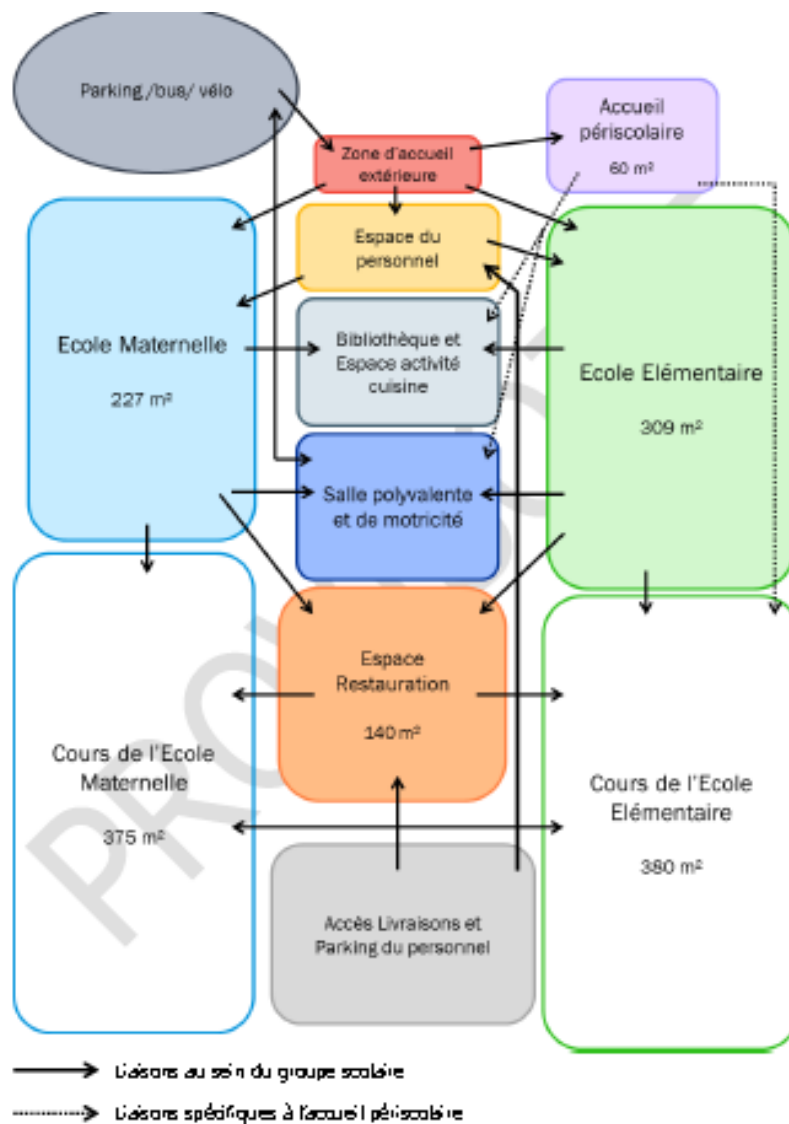 Parking /bus/ vélo
Accueil
périscolaire
60 m²
Zone d'accueil
extérieure
Espace du
personnel
Ecole Maternelle
227 m²
Bibliothèque et
Espace activité
cuisine
Ecole Elémentaire
309 m²
Salle polyvalente
et de motricité
Espace
Restauration
140 m²
Cours de l'Ecole
Maternelle
375 m²
Cours de l'Ecole
Elémentaire
380 m²
Accès Livraisons et
Parking du personnel
Liaisons au sein du groupe scolaire
Liaisons spécifiques à l'accueil périscolaire